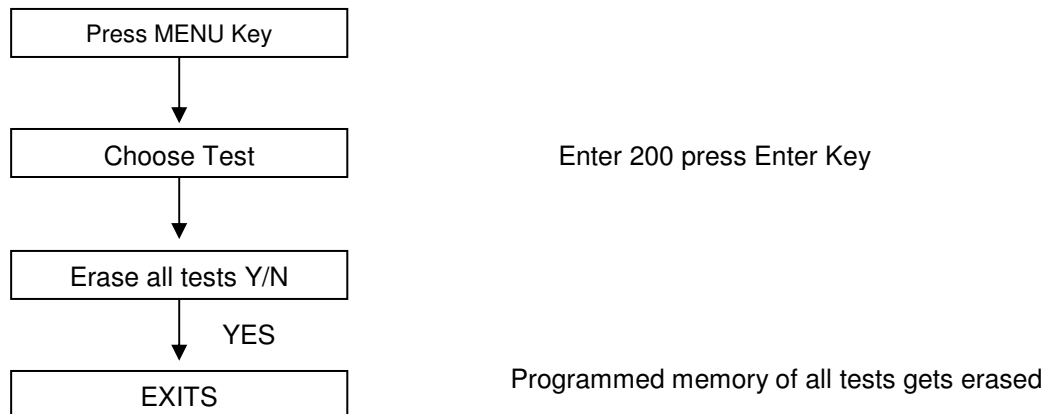 Press MENU Key
Choose Test
Enter 200 press Enter Key
Erase all tests Y/N
YES
EXITS
Programmed memory of all tests gets erased